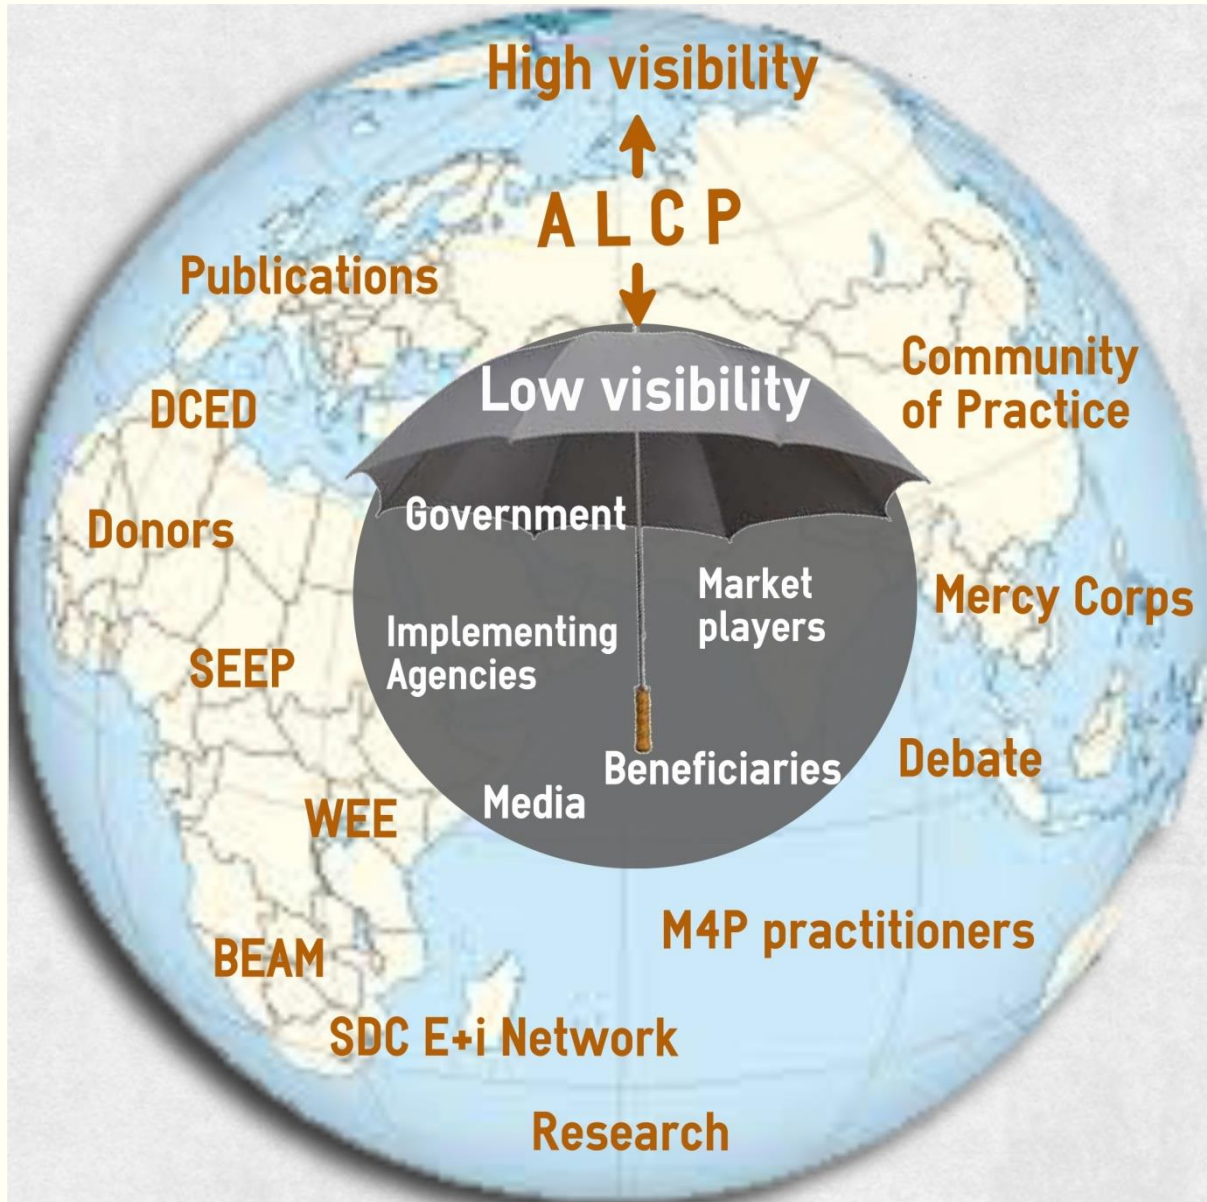 High visibility
ALCP
Publications
Low visibility
Community
of Practice
DCED
Government
Donors
Market
players
Mercy Corps
Implementing
Agencies
SEEP
Debate
Beneficiaries
Media
WEE
M4P practitioners
BEAM
SDC E+i Network
Research